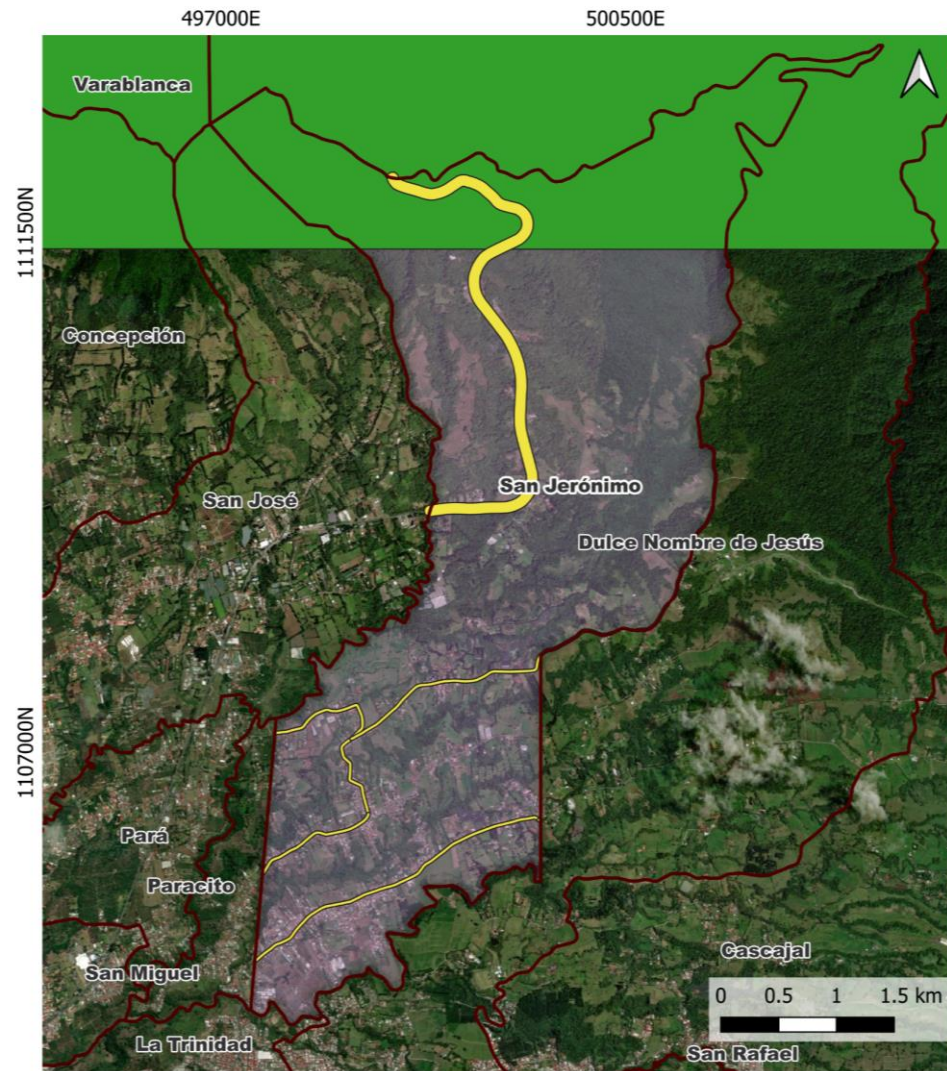 497000E
500500E
Varablanca
1111500N
Concepción
San José
San Jerónimo
Dulce Nombre de Jesús
1107000N
Pará
Paracito
San Miguel
Cascajal
La Trinidad
San Rafael
0 0.5 1 1.5 km